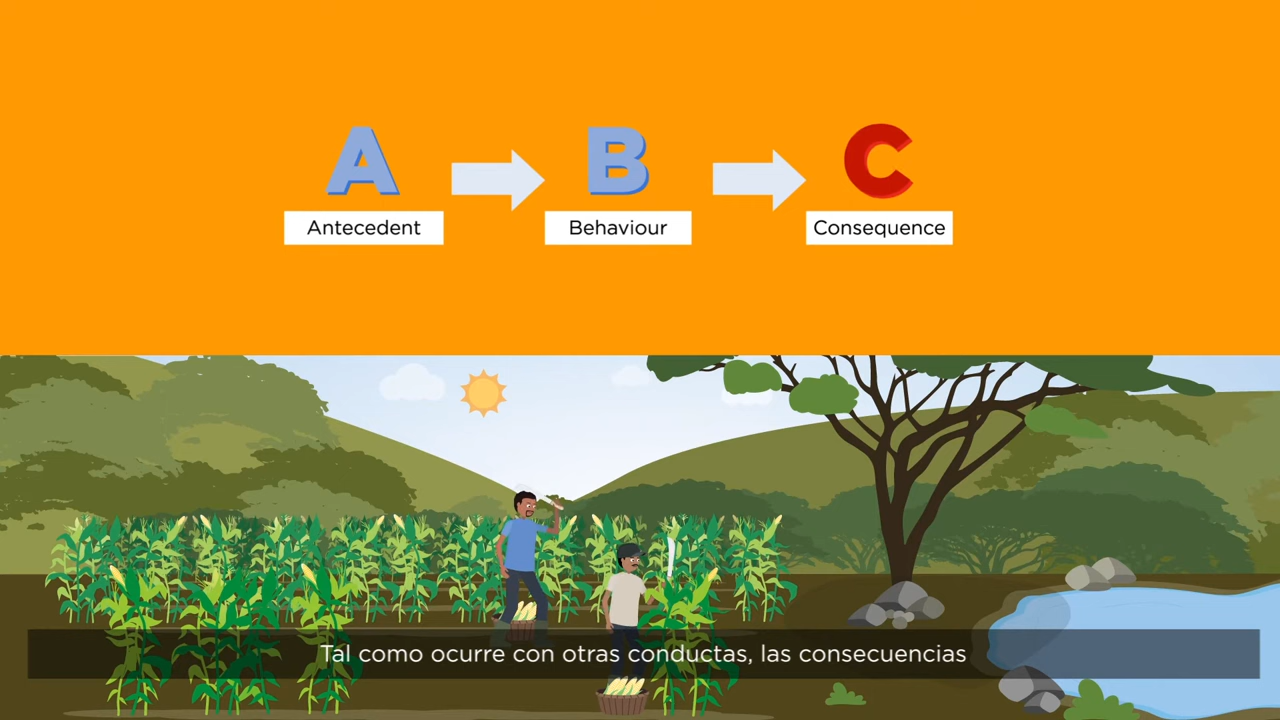 A B C
Antecedent Behaviour Consequence
Tal como ocurre con otras conductas, las consecuencias